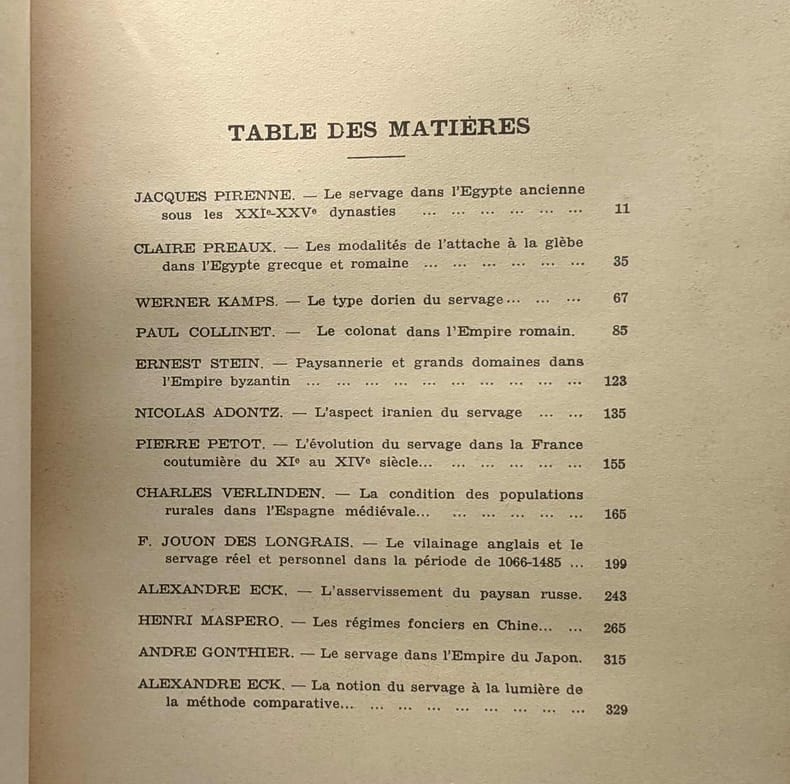 TABLE DES MATIÈRES
JACQUES PIRENNE. — Le servage dans l'Egypte ancienne
sous les XXIe-XXVe dynasties ... ... ... ... ... ... 11
CLAIRE PREAUX. — Les modalités de l'attache à la glèbe
dans l'Egypte grecque et romaine ... ... ... ... ... ... 35
WERNER KAMPS. — Le type dorien du servage... ... ... 67
PAUL COLLINET. — Le colonat dans l'Empire romain. 85
ERNEST STEIN. — Paysannerie et grands domaines dans
l'Empire byzantin ... ... ... ... ... ... ... ... ... ... 123
NICOLAS ADONTZ. — L'aspect iranien du servage ... ... 135
PIERRE PETOT. — L'évolution du servage dans la France
coutumière du XIe au XIVe siècle... ... ... ... ... ... 155
CHARLES VERLINDEN. — La condition des populations
rurales dans l'Espagne médiévale... ... ... ... ... ... 165
F. JOUON DES LONGRAIS. — Le vilainage anglais et le
servage réel et personnel dans la période de 1066-1485 ... 199
ALEXANDRE ECK. — L'asservissement du paysan russe. 243
HENRI MASPERO. — Les régimes fonciers en Chine... ... 265
ANDRE GONTHIER. — Le servage dans l'Empire du Japon. 315
ALEXANDRE ECK. — La notion du servage à la lumière de
la méthode comparative... ... ... ... ... ... ... ... ... 329